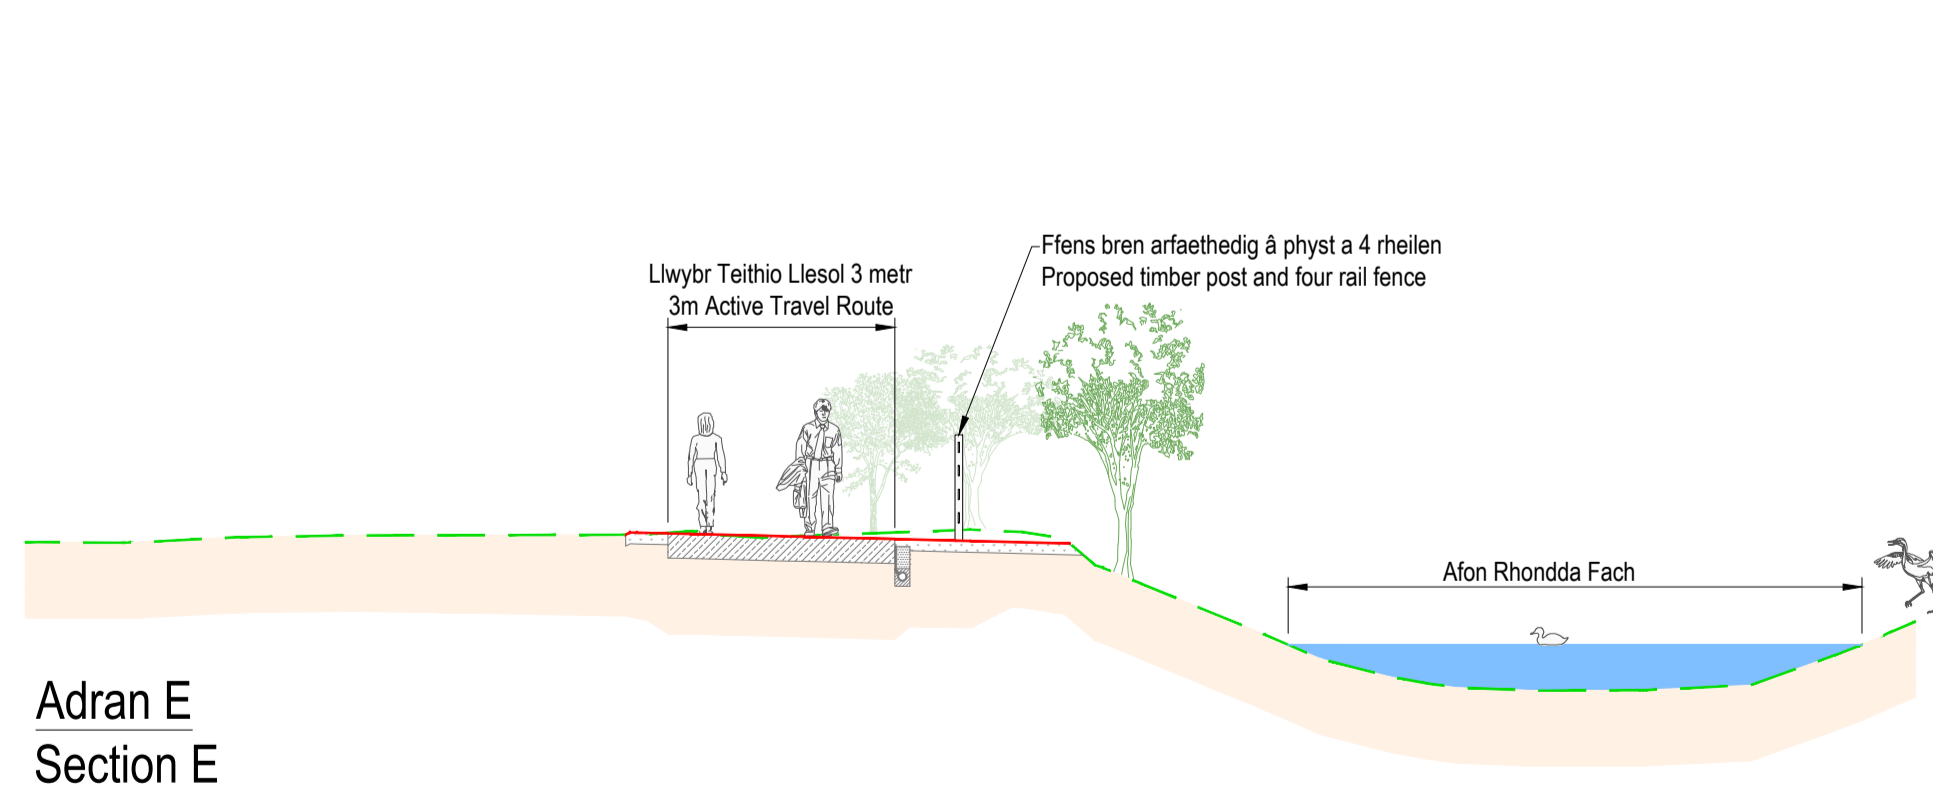 Ffens bren arfaethedig â physt a 4 rheilen
Proposed timber post and four rail fence
Llwybr Teithio Llesol 3 metr
3m Active Travel Route
Afon Rhondda Fach
Adran E
Section E